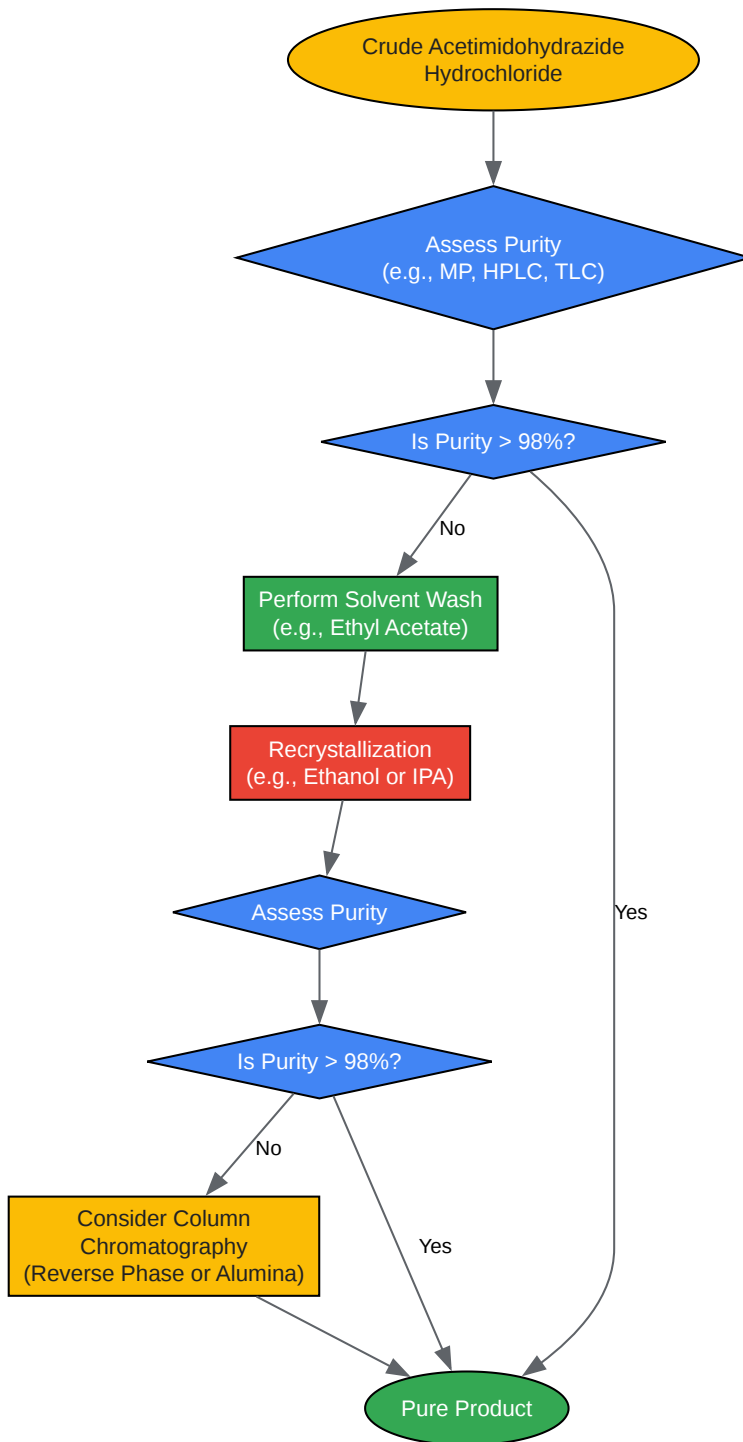 Crude Acetimidohydrazide
Hydrochloride
Assess Purity
(e.g., MP, HPLC, TLC)
Is Purity > 98%?
No
Perform Solvent Wash
(e.g., Ethyl Acetate)
Recrystallization
(e.g., Ethanol or IPA)
Assess Purity
Yes
Is Purity > 98%?
No
Consider Column
Chromatography
(Reverse Phase or Alumina)
Yes
Pure Product